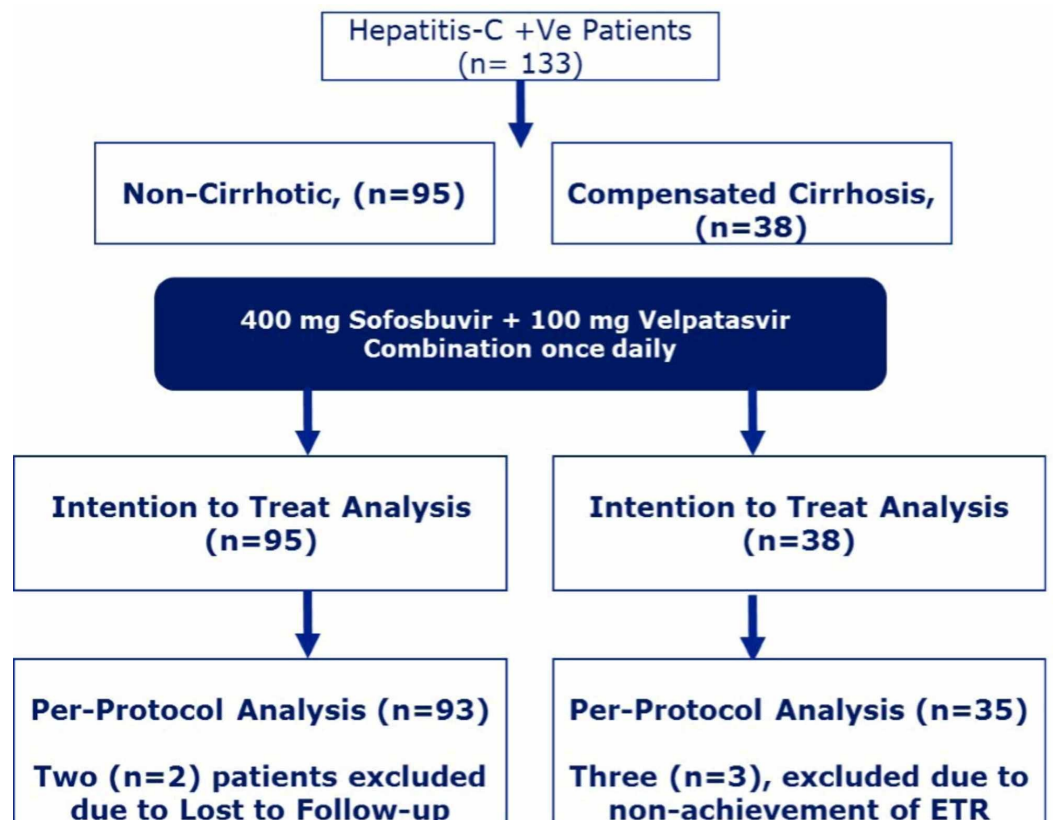 Hepatitis-C +Ve Patients
(n= 133)
Non-Cirrhotic, (n=95)
Compensated Cirrhosis,
(n=38)
400 mg Sofosbuvir + 100 mg Velpatasvir
Combination once daily
Intention to Treat Analysis
(n=95)
Intention to Treat Analysis
(n=38)
Per-Protocol Analysis (n=93)
Two (n=2) patients excluded
due to Lost to Follow-up
Per-Protocol Analysis (n=35)
Three (n=3), excluded due to
non-achievement of ETR